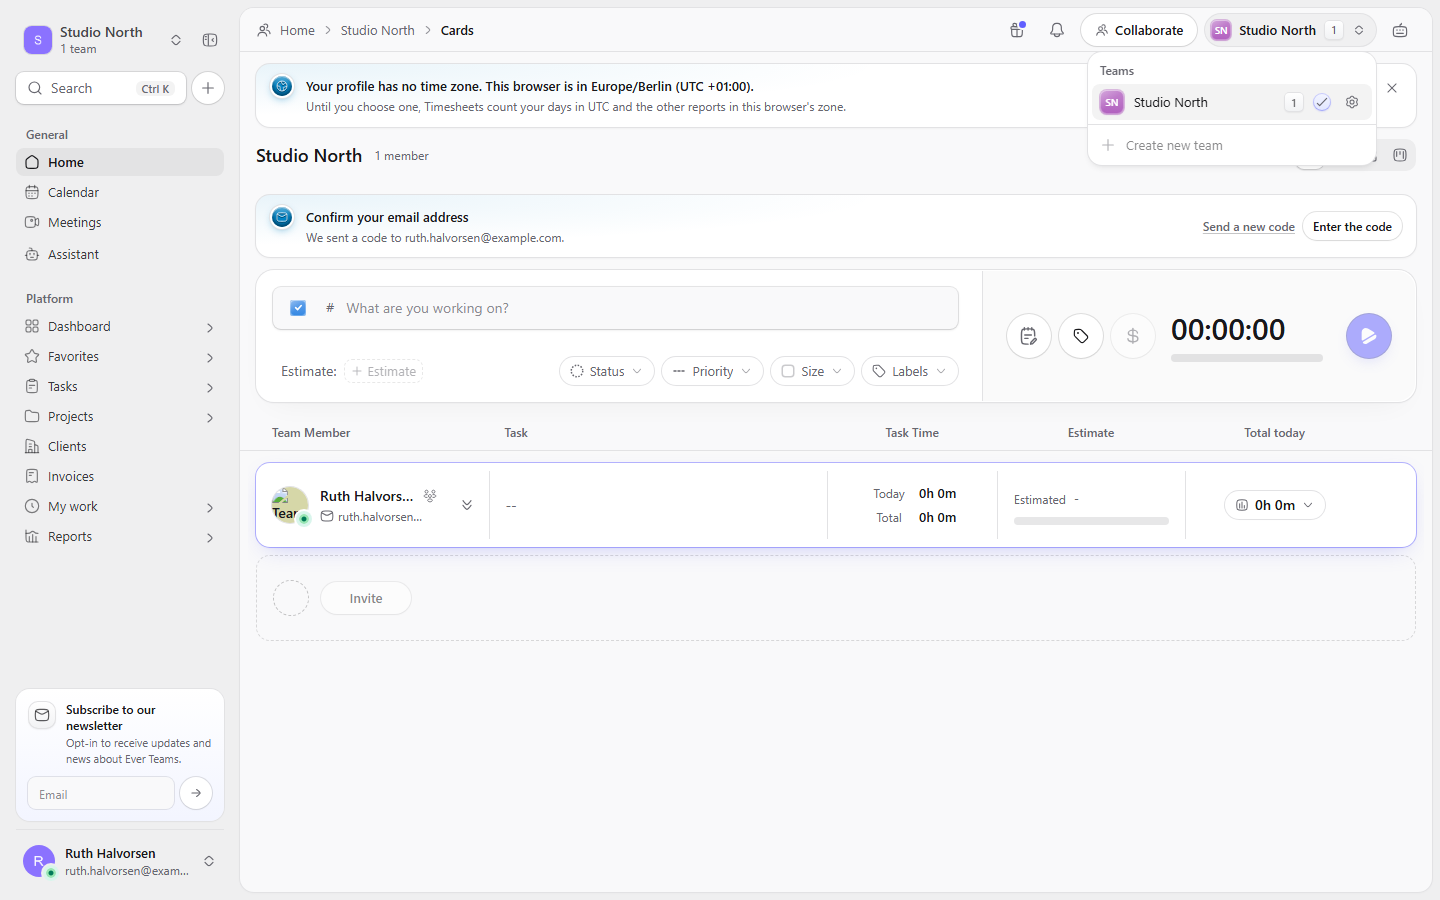 S
Studio North
1 team
Search
Ctrl K
General
Home
Calendar
Meetings
Assistant
Platform
Dashboard
Favorites
Tasks
Projects
Clients
Invoices
My work
Reports
Subscribe to our
newsletter
Opt-in to receive updates and
news about Ever Teams.
Email
R
Ruth Halvorsen
ruth.halvorsen@exam...
Home
Studio North
Cards
Collaborate
SN
Studio North
1
Teams
SN
Studio North
1
Create new team
Your profile has no time zone. This browser is in Europe/Berlin (UTC +01:00).
Until you choose one, Timesheets count your days in UTC and the other reports in this browser's zone.
Studio North
1 member
Confirm your email address
We sent a code to ruth.halvorsen@example.com.
Send a new code
Enter the code
# What are you working on?
Estimate:
+ Estimate
Status
Priority
Size
Labels
$
00:00:00
Team Member
Task
Task Time
Estimate
Total today
Ruth Halvors...
ruth.halvorsen...
--
Today 0h 0m
Total 0h 0m
Estimated -
0h 0m
Invite